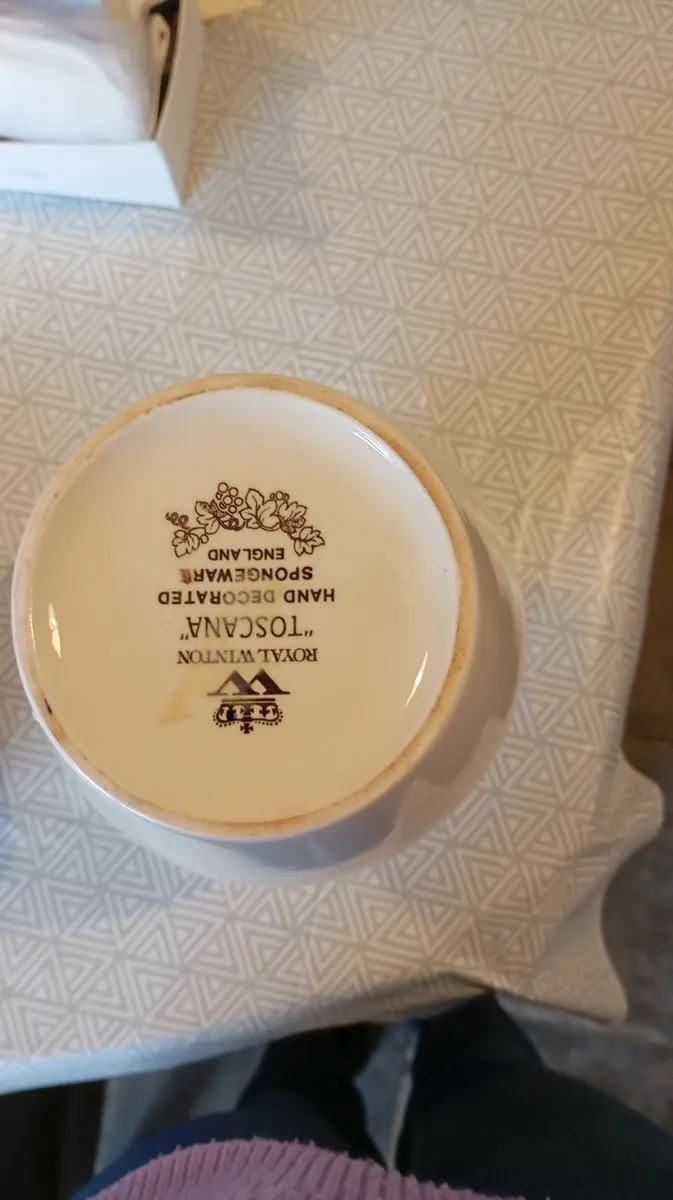 ROYAL WINTON
"TOSCANA"
HAND DECORATED
SPONGEWARE
ENGLAND